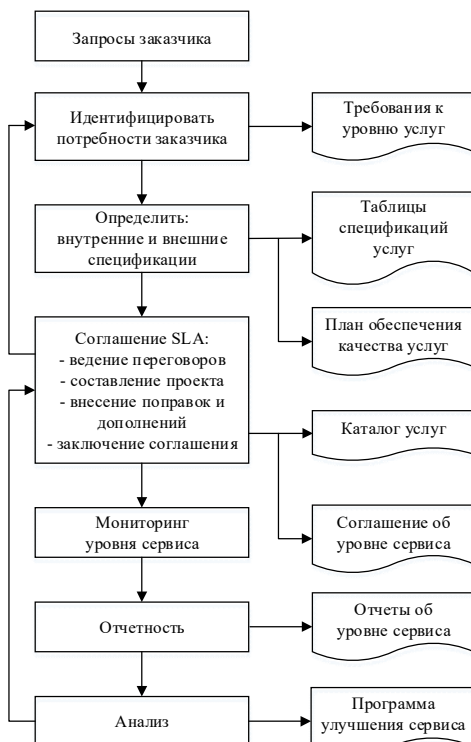 Запросы заказчика
Идентифицировать
потребности заказчика
Требования к
уровню услуг
Определить:
внутренние и внешние
спецификации
Таблицы
спецификаций
услуг
План обеспечения
качества услуг
Соглашение SLA:
- ведение переговоров
- составление проекта
- внесение поправок и
дополнений
- заключение соглашения
Каталог услуг
Мониторинг
уровня сервиса
Соглашение об
уровне сервиса
Отчетность
Отчеты об
уровне сервиса
Анализ
Программа
улучшения сервиса